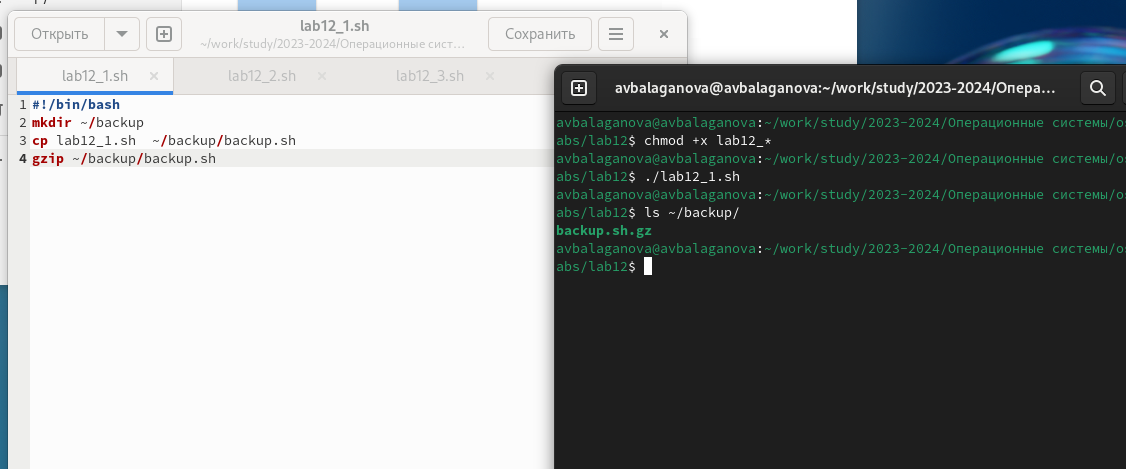 lab12_1.sh
Открыть
~/work/study/2023-2024/Операционные сист...
Сохранить
lab12_1.sh
lab12_2.sh
lab12_3.sh
1 #!/bin/bash
2 mkdir ~/backup
3 cp lab12_1.sh  ~/backup/backup.sh
4 gzip ~/backup/backup.sh
avbalaganova@avbalaganova:~/work/study/2023-2024/Опера...
avbalaganova@avbalaganova:~/work/study/2023-2024/Операционные системы/os
abs/lab12$ chmod +x lab12_*
avbalaganova@avbalaganova:~/work/study/2023-2024/Операционные системы/os
abs/lab12$ ./lab12_1.sh
avbalaganova@avbalaganova:~/work/study/2023-2024/Операционные системы/os
abs/lab12$ ls ~/backup/
backup.sh.gz
avbalaganova@avbalaganova:~/work/study/2023-2024/Операционные системы/os
abs/lab12$